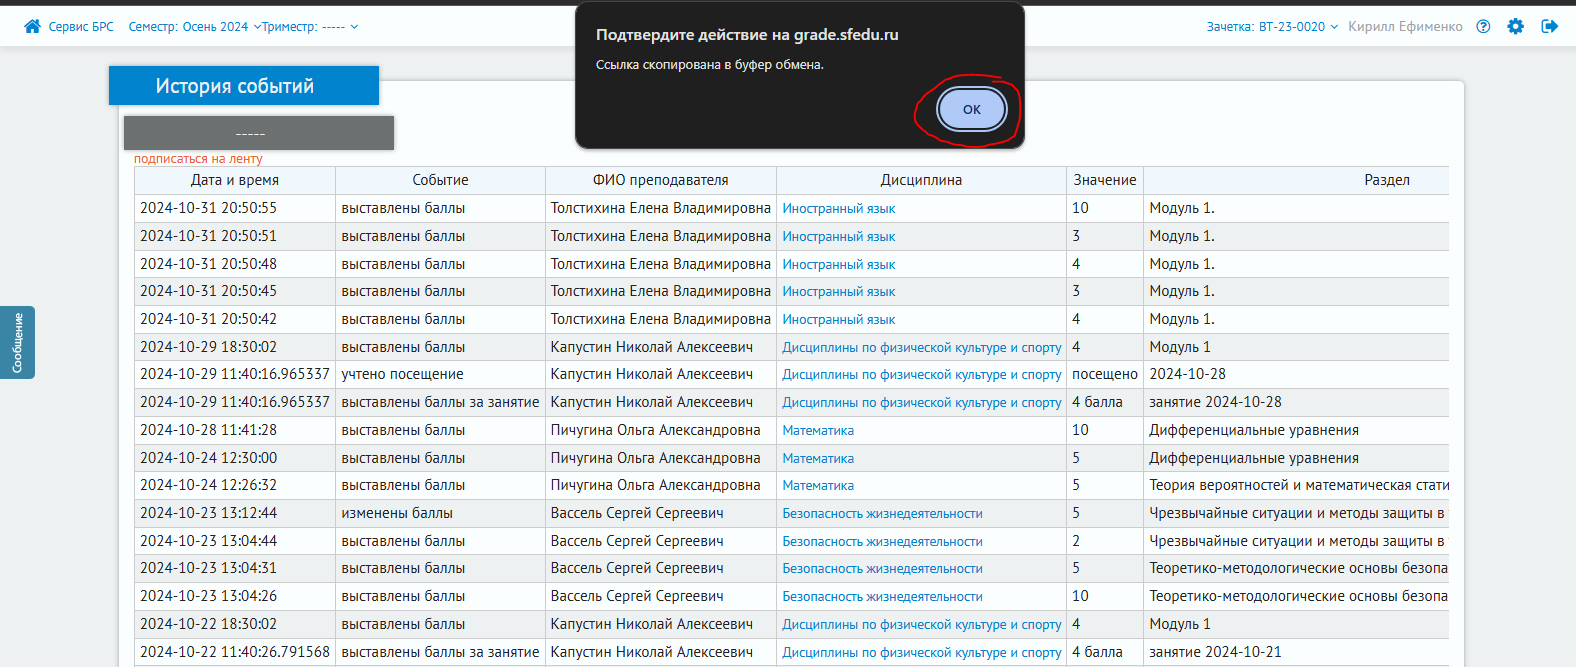 Сервис БРС Семестр: Осень 2024 Триместр: ----- Зачетка: ВТ-23-0020 Кирилл Ефименко
Подтвердите действие на grade.sfedu.ru
Ссылка скопирована в буфер обмена.
ОК
История событий
-----
подписаться на ленту
Дата и время Событие ФИО преподавателя Дисциплина Значение Раздел
2024-10-31 20:50:55 выставлены баллы Толстихина Елена Владимировна Иностранный язык 10 Модуль 1.
2024-10-31 20:50:51 выставлены баллы Толстихина Елена Владимировна Иностранный язык 3 Модуль 1.
2024-10-31 20:50:48 выставлены баллы Толстихина Елена Владимировна Иностранный язык 4 Модуль 1.
2024-10-31 20:50:45 выставлены баллы Толстихина Елена Владимировна Иностранный язык 3 Модуль 1.
2024-10-31 20:50:42 выставлены баллы Толстихина Елена Владимировна Иностранный язык 4 Модуль 1.
2024-10-29 18:30:02 выставлены баллы Капустин Николай Алексеевич Дисциплины по физической культуре и спорту 4 Модуль 1
2024-10-29 11:40:16.965337 учтено посещение Капустин Николай Алексеевич Дисциплины по физической культуре и спорту посещено 2024-10-28
2024-10-29 11:40:16.965337 выставлены баллы за занятие Капустин Николай Алексеевич Дисциплины по физической культуре и спорту 4 балла занятие 2024-10-28
2024-10-28 11:41:28 выставлены баллы Пичугина Ольга Александровна Математика 10 Дифференциальные уравнения
2024-10-24 12:30:00 выставлены баллы Пичугина Ольга Александровна Математика 5 Дифференциальные уравнения
2024-10-24 12:26:32 выставлены баллы Пичугина Ольга Александровна Математика 5 Теория вероятностей и математическая стати
2024-10-23 13:12:44 изменены баллы Вассель Сергей Сергеевич Безопасность жизнедеятельности 5 Чрезвычайные ситуации и методы защиты в
2024-10-23 13:04:44 выставлены баллы Вассель Сергей Сергеевич Безопасность жизнедеятельности 2 Чрезвычайные ситуации и методы защиты в
2024-10-23 13:04:31 выставлены баллы Вассель Сергей Сергеевич Безопасность жизнедеятельности 5 Теоретико-методологические основы безопа
2024-10-23 13:04:26 выставлены баллы Вассель Сергей Сергеевич Безопасность жизнедеятельности 10 Теоретико-методологические основы безопа
2024-10-22 18:30:02 выставлены баллы Капустин Николай Алексеевич Дисциплины по физической культуре и спорту 4 Модуль 1
2024-10-22 11:40:26.791568 выставлены баллы за занятие Капустин Николай Алексеевич Дисциплины по физической культуре и спорту 4 балла занятие 2024-10-21
Сообщение